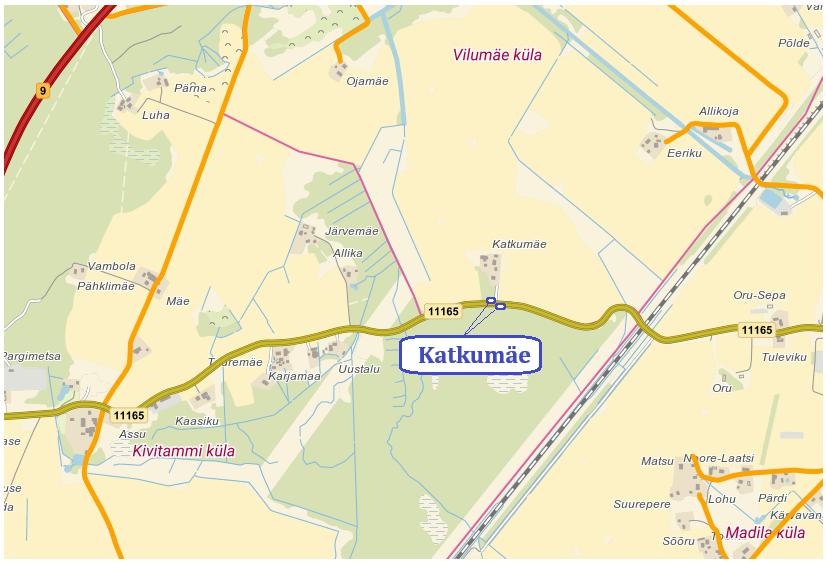 Vilumäe küla
Põlde
Ojamäe
9
Pärna
Luha
Allikoja
Eeriku
Järvemäe
Allika
Katkumäe
Vambola
Pähklimäe
Mäe
Oru-Sepa
11165
11165
Katkumäe
Pargimetsa
Karjamaa
Uustalu
Tuleviku
Oru
11165
Kaasiku
Assu
Kivitammi küla
Matsu
Noore-Laatsi
Suurepere
Lohu
Pärdi
Sõõru
Madila küla